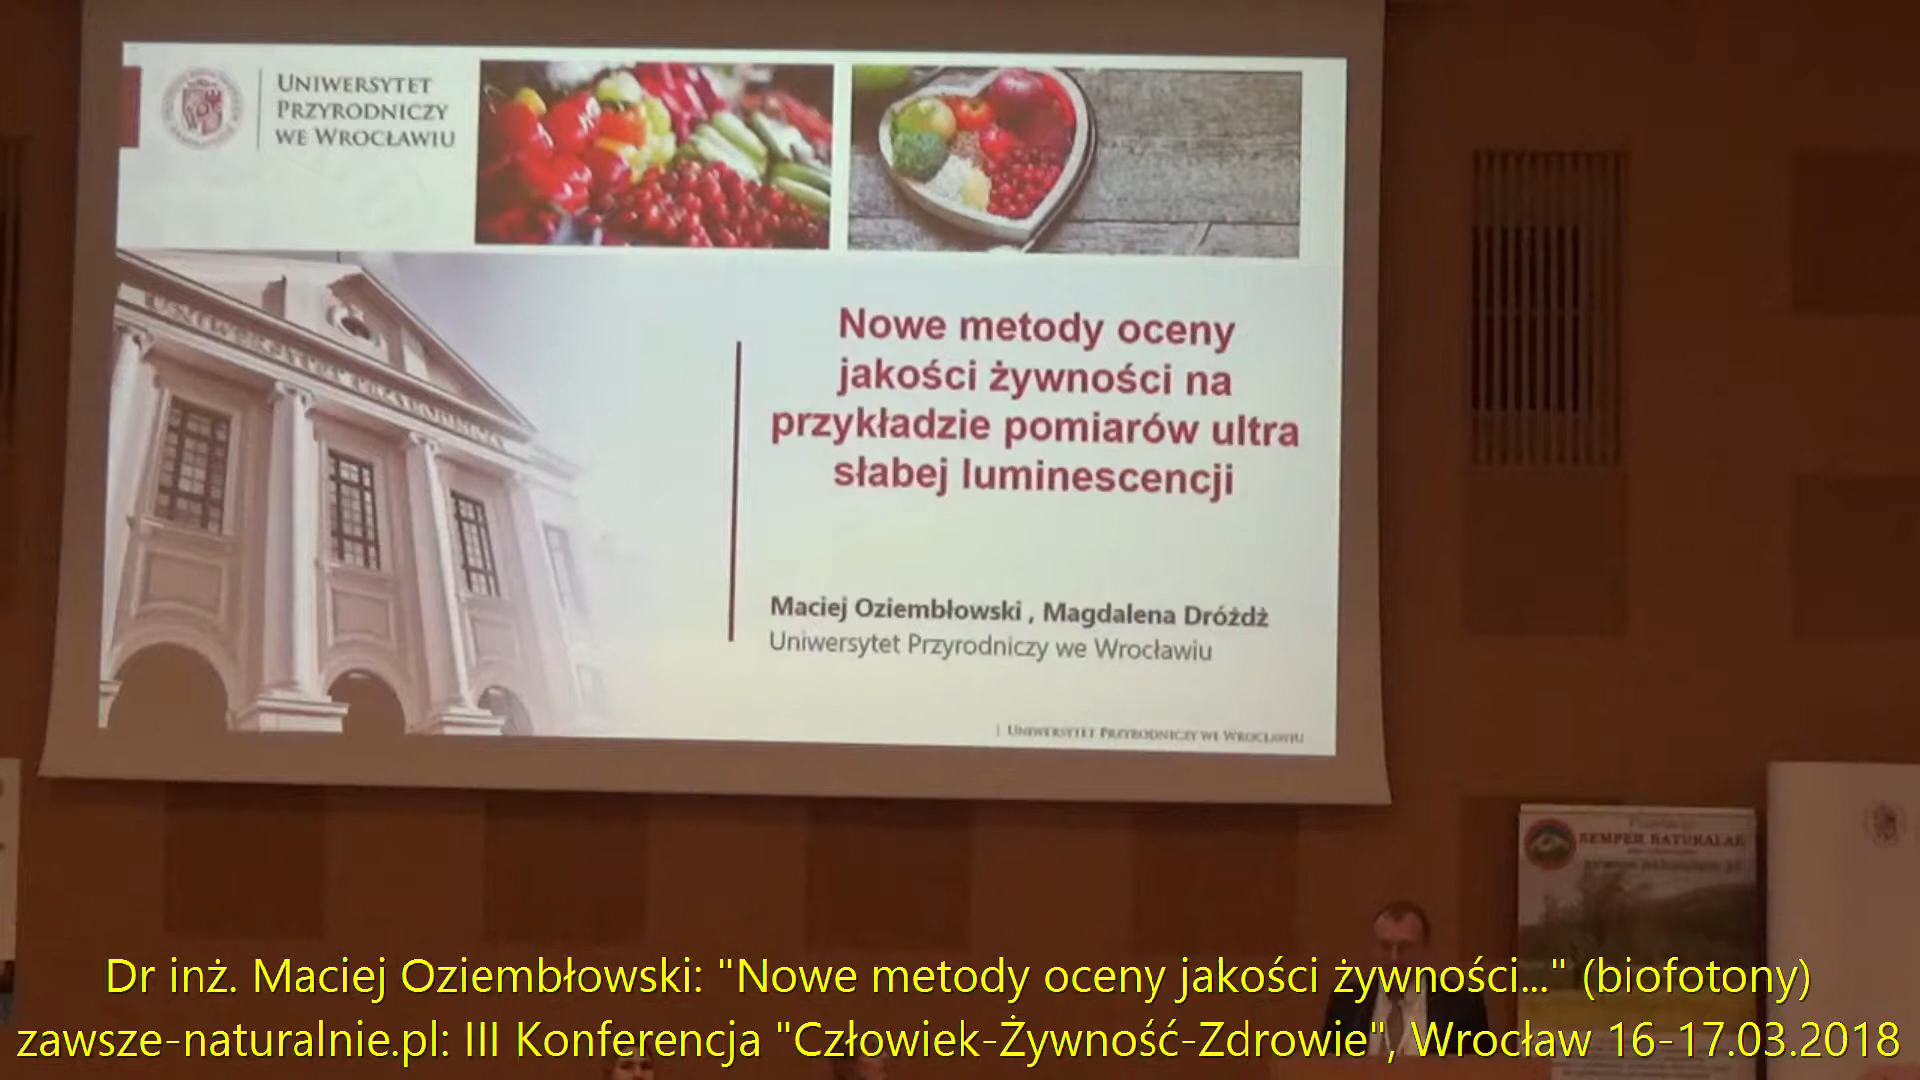 UNIWERSYTET
PRZYRODNICZY
WE WROCŁAWIU
Nowe metody oceny
jakości żywności na
przykładzie pomiarów ultra
słabej luminescencji
Maciej Oziembłowski , Magdalena Dróżdż
Uniwersytet Przyrodniczy we Wrocławiu
UNIWERSYTET PRZYRODNICZY WE WROCŁAWIU
SEMPER NATURALNE
Dr inż. Maciej Oziembłowski: "Nowe metody oceny jakości żywności..." (biofotony)
zawsze-naturalnie.pl: III Konferencja "Człowiek-Żywność-Zdrowie", Wrocław 16-17.03.2018